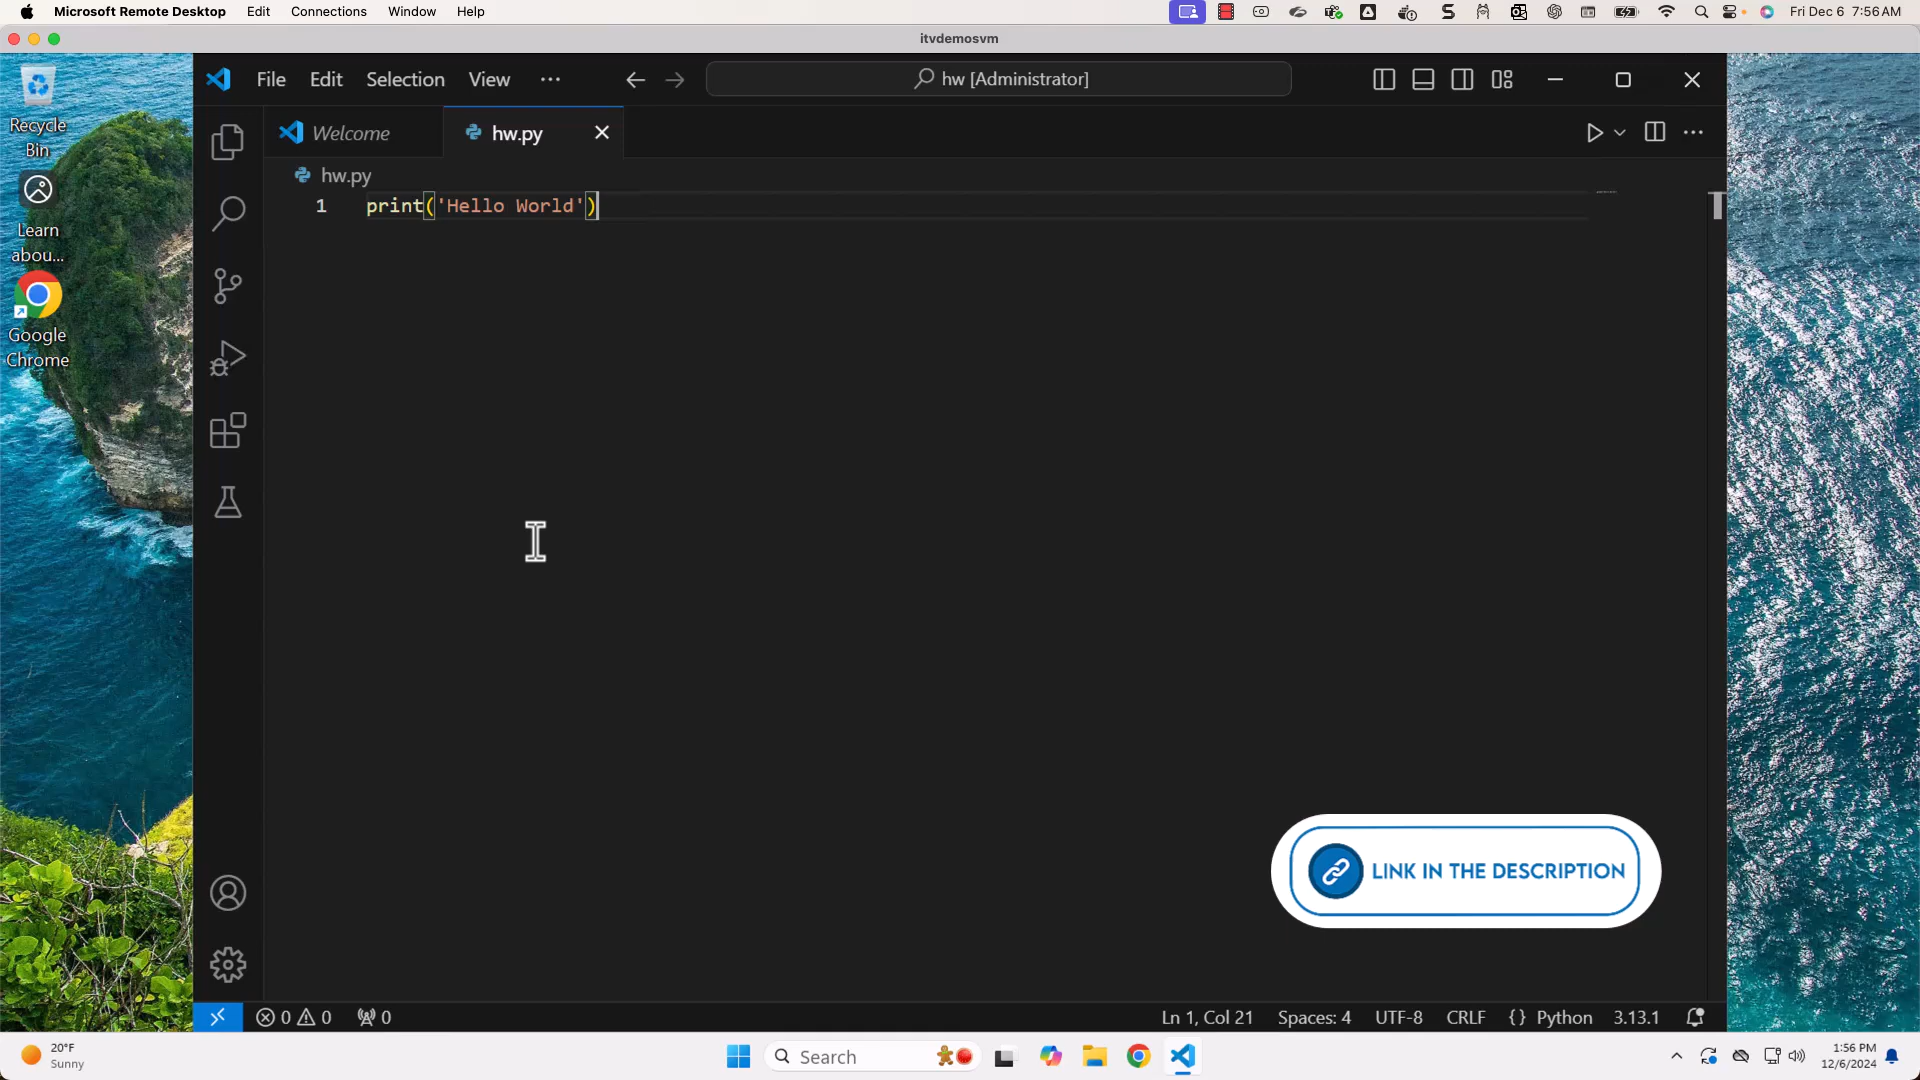 Microsoft Remote Desktop Edit Connections Window Help Fri Dec 6 7:56 AM
itvdemosvm
File Edit Selection View ··· hw [Administrator]
Recycle
Bin
Welcome hw.py
hw.py
1 print('Hello World')
Learn
abou...
Google
Chrome
LINK IN THE DESCRIPTION
0 0 0 Ln 1, Col 21 Spaces: 4 UTF-8 CRLF {} Python 3.13.1
20°F
Sunny
Search
1:56 PM
12/6/2024